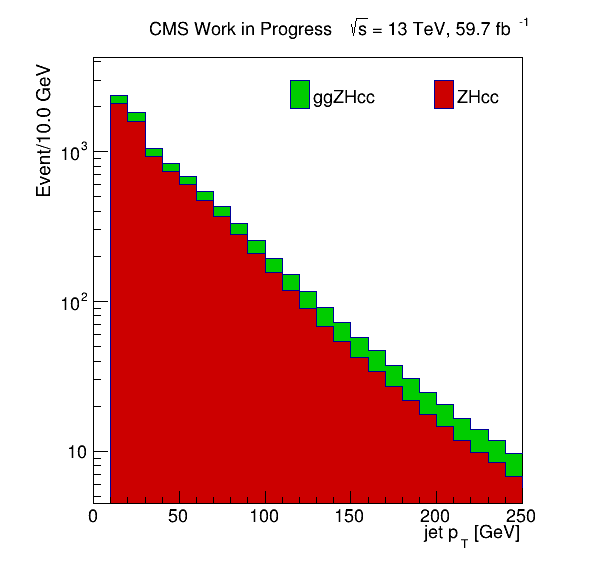 CMS Work in Progress √s = 13 TeV, 59.7 fb⁻¹
Event/10.0 GeV
ggZHcc ZHcc
10³
10²
10
0 50 100 150 200 250
jet p_T [GeV]